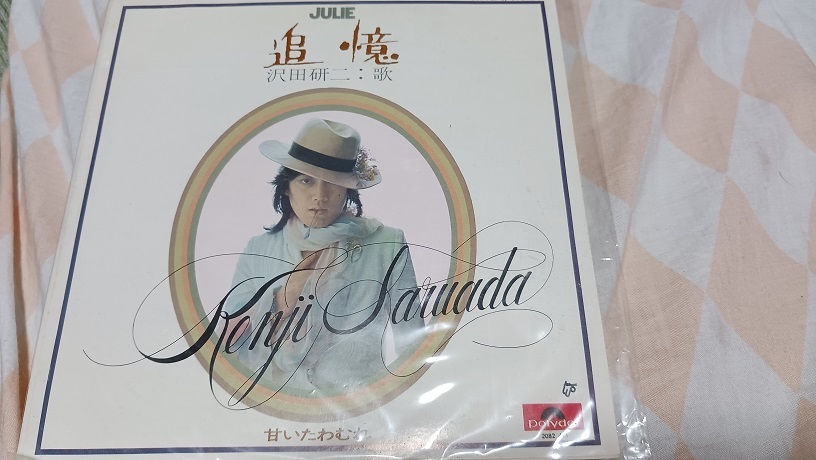 JULIE
追憶
沢田研二:歌
Kenji Sawada
甘いたわむれ
Polydor